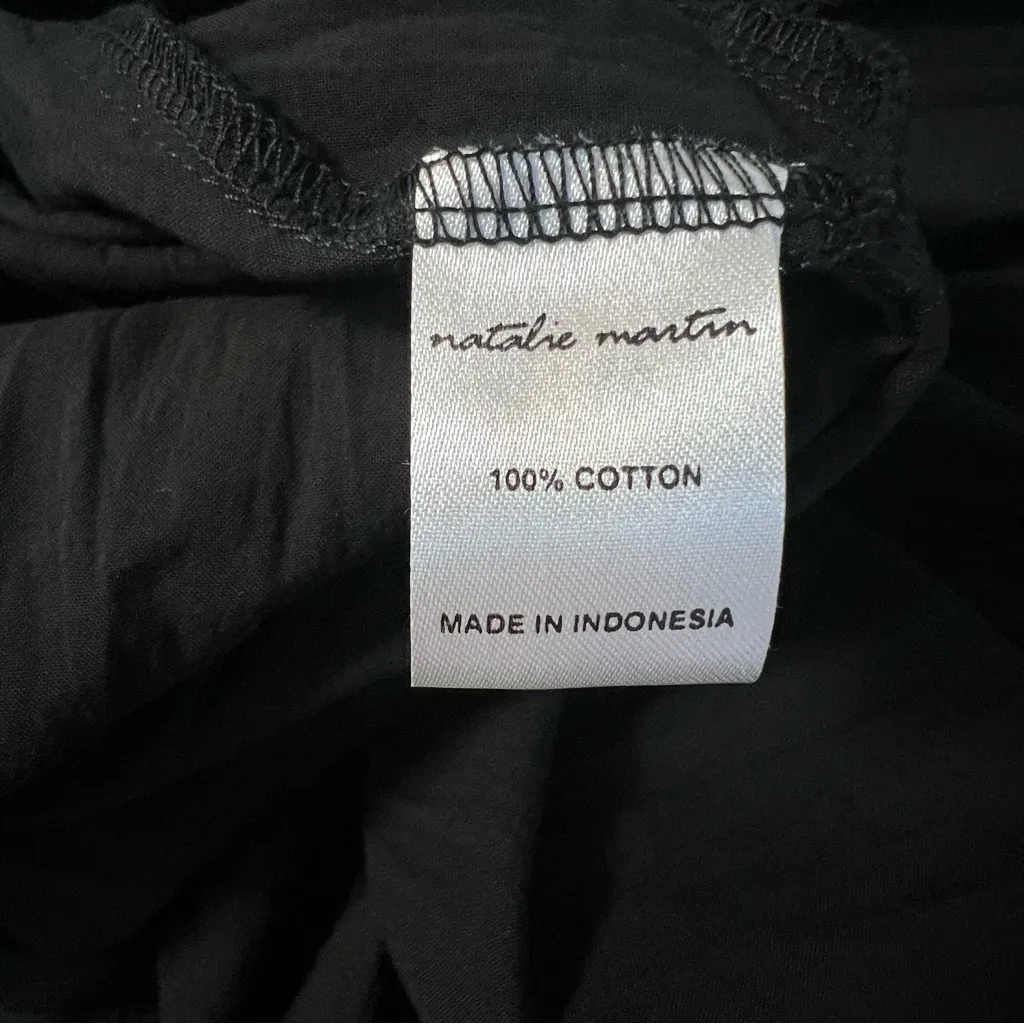 natalie martin
100% COTTON
MADE IN INDONESIA